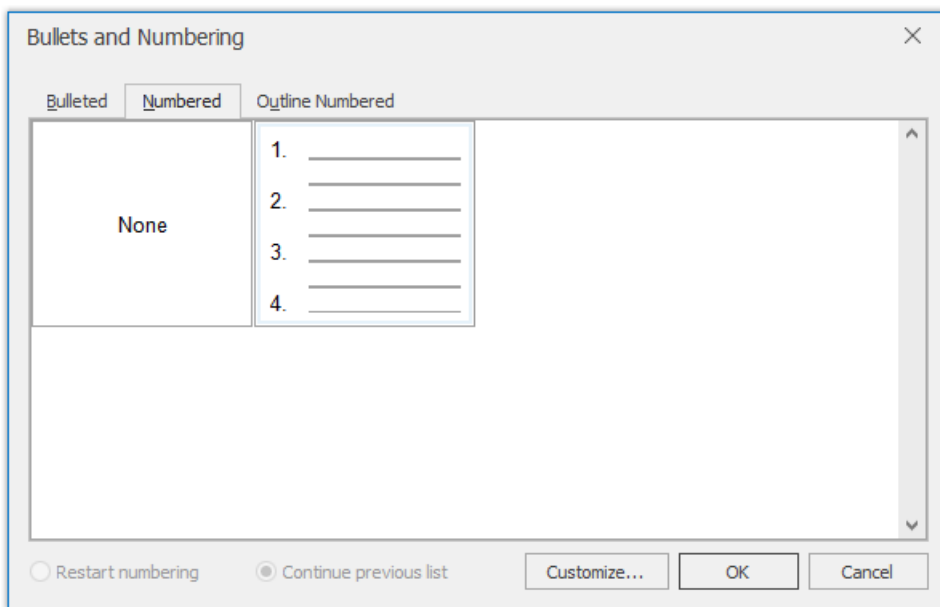 Bullets and Numbering
Bulleted Numbered Outline Numbered
None
1.
2.
3.
4.
Restart numbering Continue previous list Customize... OK Cancel